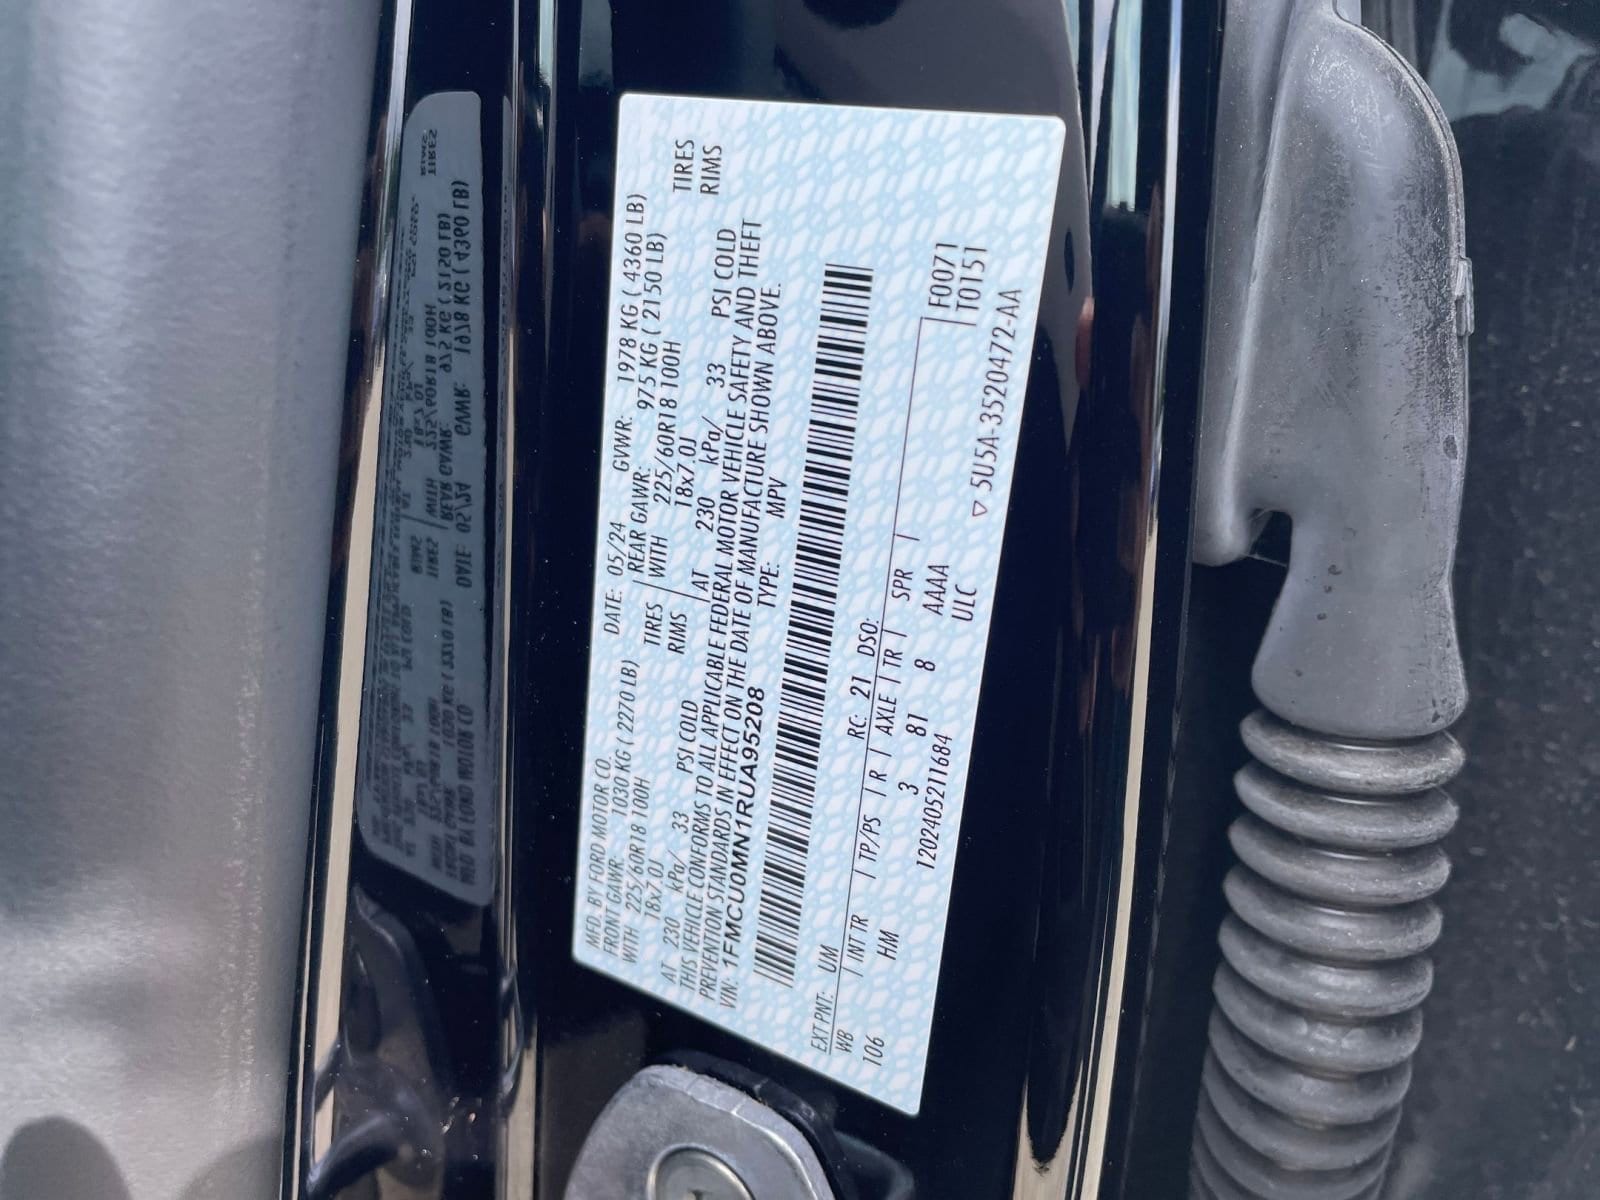 MFD. BY FORD MOTOR CO.
DATE: 05/24 GVWR: 1978 KG ( 4360 LB)
FRONT GAWR: 1030 KG ( 2270 LB) REAR GAWR: 975 KG ( 2150 LB)
WITH 225/60R18 100H TIRES WITH 225/60R18 100H TIRES
18x7.0J RIMS 18x7.0J RIMS
AT 230 kPa/ 33 PSI COLD AT 230 kPa/ 33 PSI COLD
THIS VEHICLE CONFORMS TO ALL APPLICABLE FEDERAL MOTOR VEHICLE SAFETY AND THEFT
PREVENTION STANDARDS IN EFFECT ON THE DATE OF MANUFACTURE SHOWN ABOVE.
VIN: 1FMCU0MN1RUA95208 TYPE: MPV
EXT PNT: UM RC: 21 DSO: F0071
WB INT TR TP/PS R AXLE TR SPR T0151
106 HM 3 81 8 AAAA
1202405211684 ULC
5U5A-3520472-AA